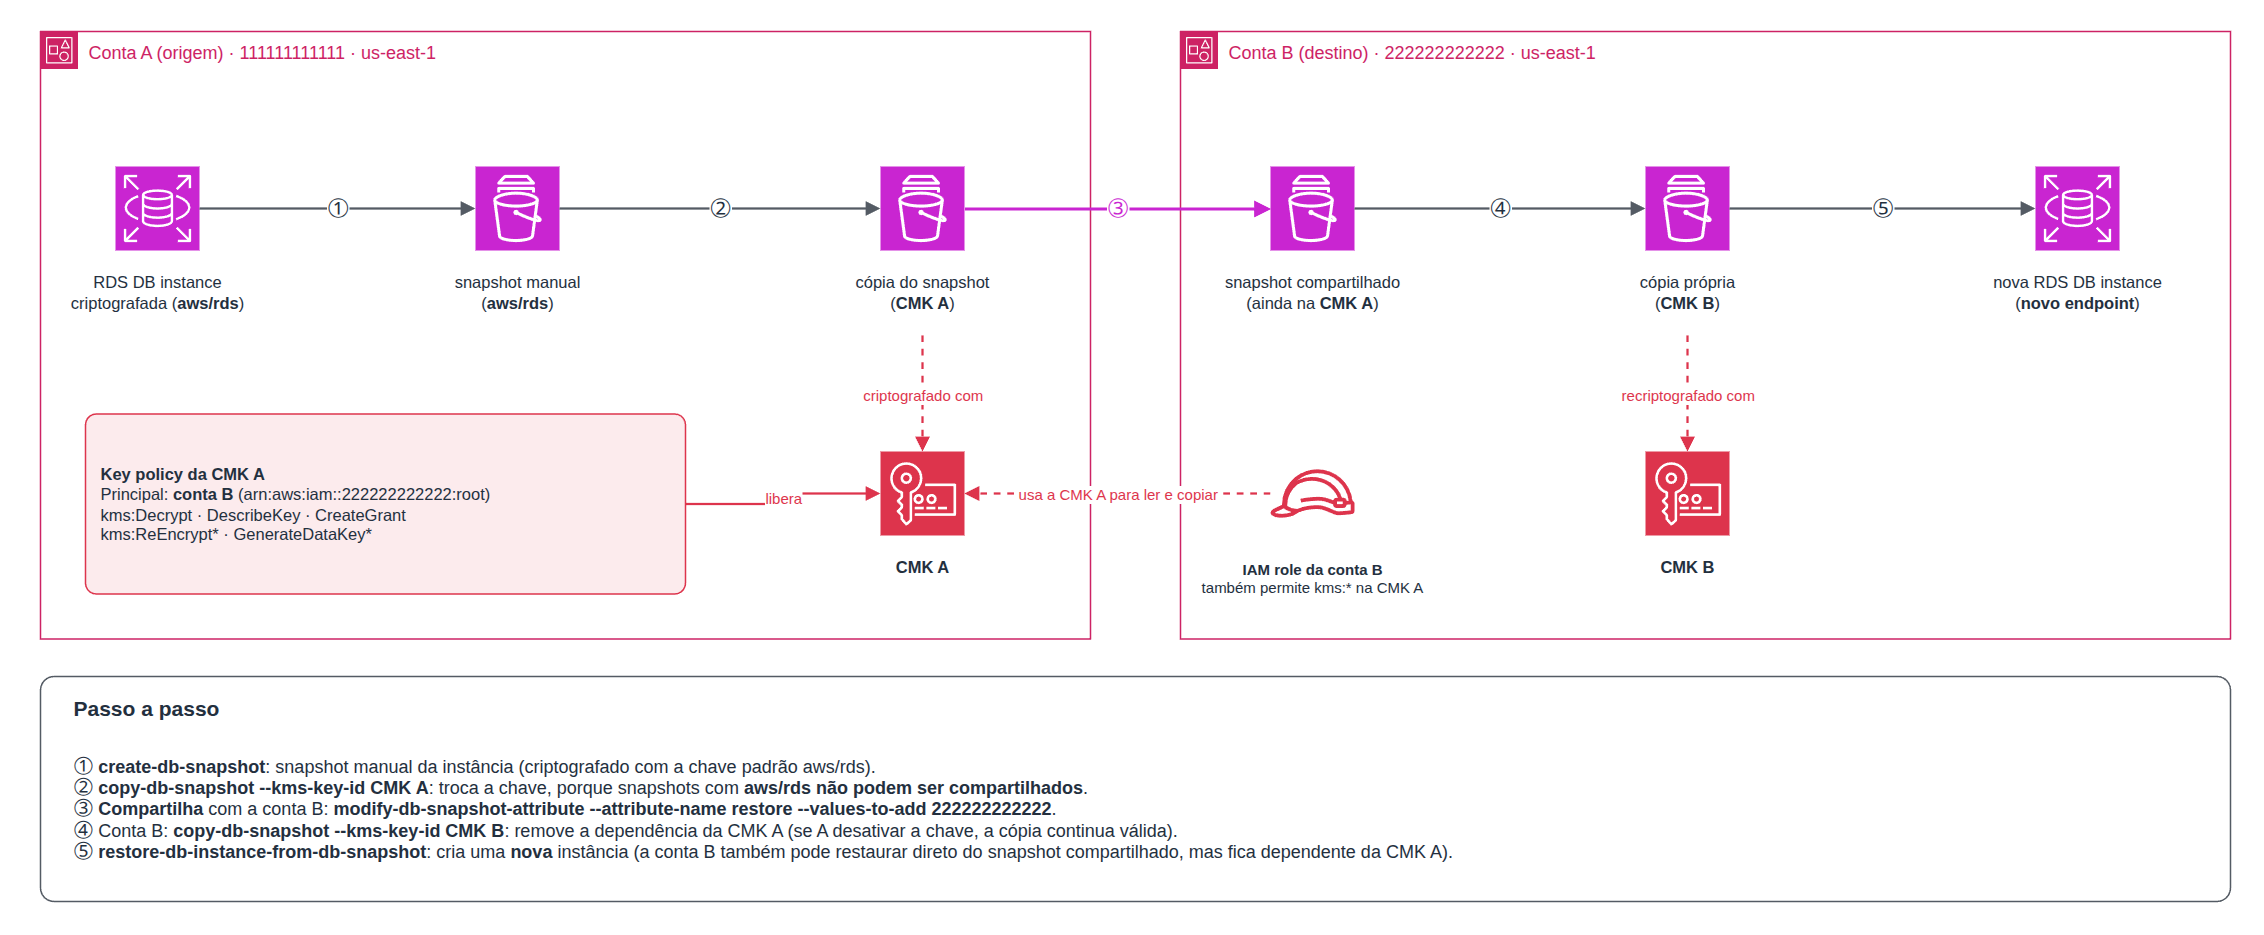 Conta A (origem) · 111111111111 · us-east-1
Conta B (destino) · 222222222222 · us-east-1
①
②
③
④
⑤
RDS DB instance
criptografada (aws/rds)
snapshot manual
(aws/rds)
cópia do snapshot
(CMK A)
snapshot compartilhado
(ainda na CMK A)
cópia própria
(CMK B)
nova RDS DB instance
(novo endpoint)
criptografado com
recriptografado com
Key policy da CMK A
Principal: conta B (arn:aws:iam::222222222222:root)
kms:Decrypt · DescribeKey · CreateGrant
kms:ReEncrypt* · GenerateDataKey*
libera
usa a CMK A para ler e copiar
CMK A
IAM role da conta B
também permite kms:* na CMK A
CMK B
Passo a passo
① create-db-snapshot: snapshot manual da instância (criptografado com a chave padrão aws/rds).
② copy-db-snapshot --kms-key-id CMK A: troca a chave, porque snapshots com aws/rds não podem ser compartilhados.
③ Compartilha com a conta B: modify-db-snapshot-attribute --attribute-name restore --values-to-add 222222222222.
④ Conta B: copy-db-snapshot --kms-key-id CMK B: remove a dependência da CMK A (se A desativar a chave, a cópia continua válida).
⑤ restore-db-instance-from-db-snapshot: cria uma nova instância (a conta B também pode restaurar direto do snapshot compartilhado, mas fica dependente da CMK A).